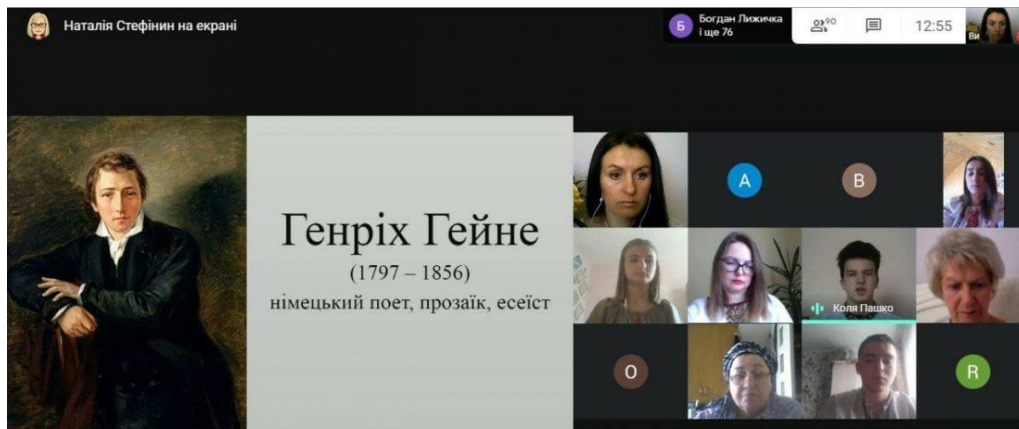 Наталія Стефінин на екрані
Богдан Лижичка
і ще 76
Б
90
12:55
Ви
Генріх Гейне
(1797 – 1856)
німецький поет, прозаїк, есеїст
А
В
Коля Пашко
О
R